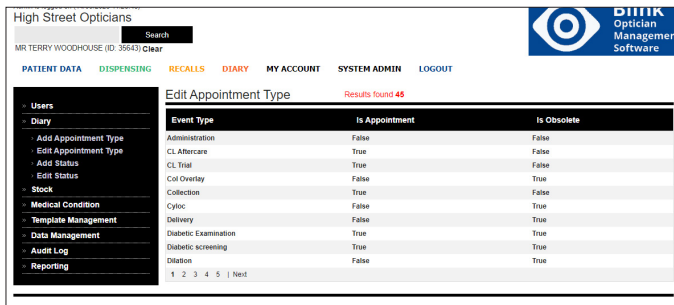 High Street Opticians
Search
MR TERRY WOODHOUSE (ID: 35643) Clear
Blink
Optician
Management
Software
PATIENT DATA DISPENSING RECALLS DIARY MY ACCOUNT SYSTEM ADMIN LOGOUT
» Users
» Diary
› Add Appointment Type
› Edit Appointment Type
› Add Status
› Edit Status
» Stock
» Medical Condition
» Template Management
» Data Management
» Audit Log
» Reporting
Edit Appointment Type Results found 45
Event Type Is Appointment Is Obsolete
Administration False False
CL Aftercare True False
CL Trial True False
Col Overlay False True
Collection True False
Cyloc False True
Delivery False True
Diabetic Examination True True
Diabetic screening True True
Dilation False True
1 2 3 4 5 | Next